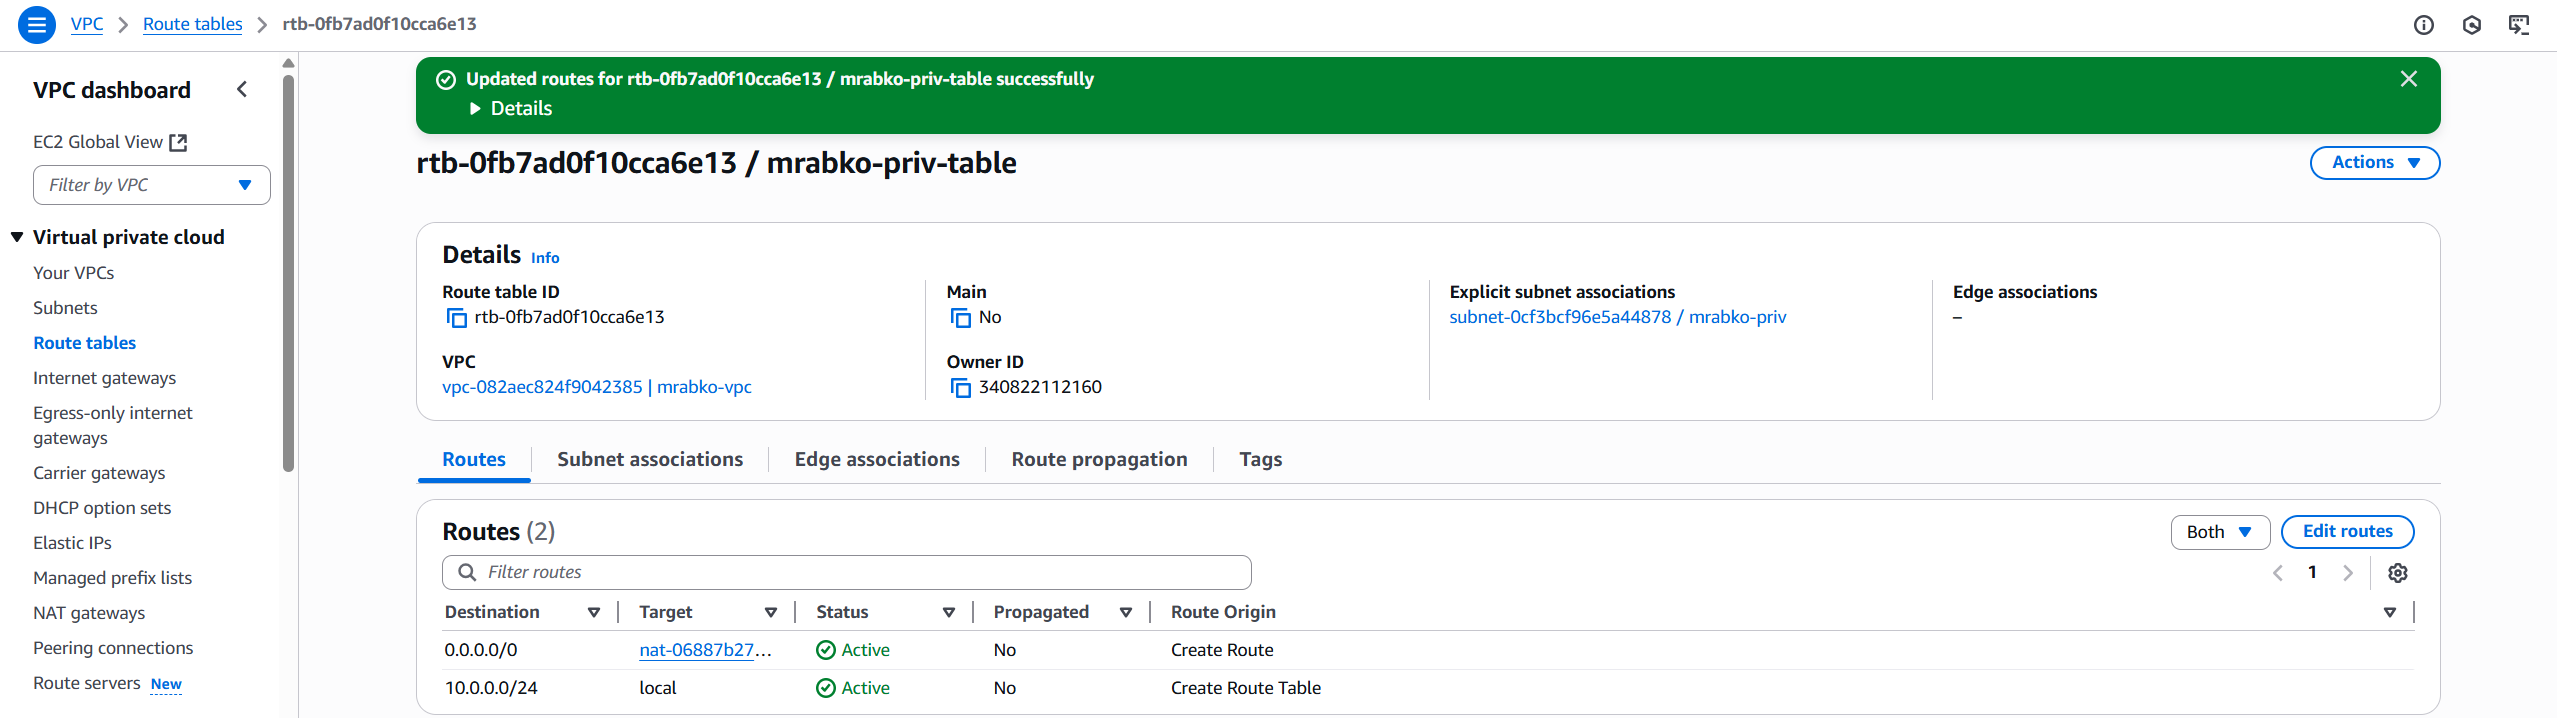 VPC > Route tables > rtb-0fb7ad0f10cca6e13
VPC dashboard
EC2 Global View
Filter by VPC
Virtual private cloud
Your VPCs
Subnets
Route tables
Internet gateways
Egress-only internet
gateways
Carrier gateways
DHCP option sets
Elastic IPs
Managed prefix lists
NAT gateways
Peering connections
Route servers New
Updated routes for rtb-0fb7ad0f10cca6e13 / mrabko-priv-table successfully
Details
rtb-0fb7ad0f10cca6e13 / mrabko-priv-table
Actions
Details Info
Route table ID
rtb-0fb7ad0f10cca6e13
Main
No
Explicit subnet associations
subnet-0cf3bcf96e5a44878 / mrabko-priv
Edge associations
–
VPC
vpc-082aec824f9042385 | mrabko-vpc
Owner ID
340822112160
Routes Subnet associations Edge associations Route propagation Tags
Routes (2)
Both
Edit routes
Filter routes
1
Destination Target Status Propagated Route Origin
0.0.0.0/0 nat-06887b27... Active No Create Route
10.0.0.0/24 local Active No Create Route Table